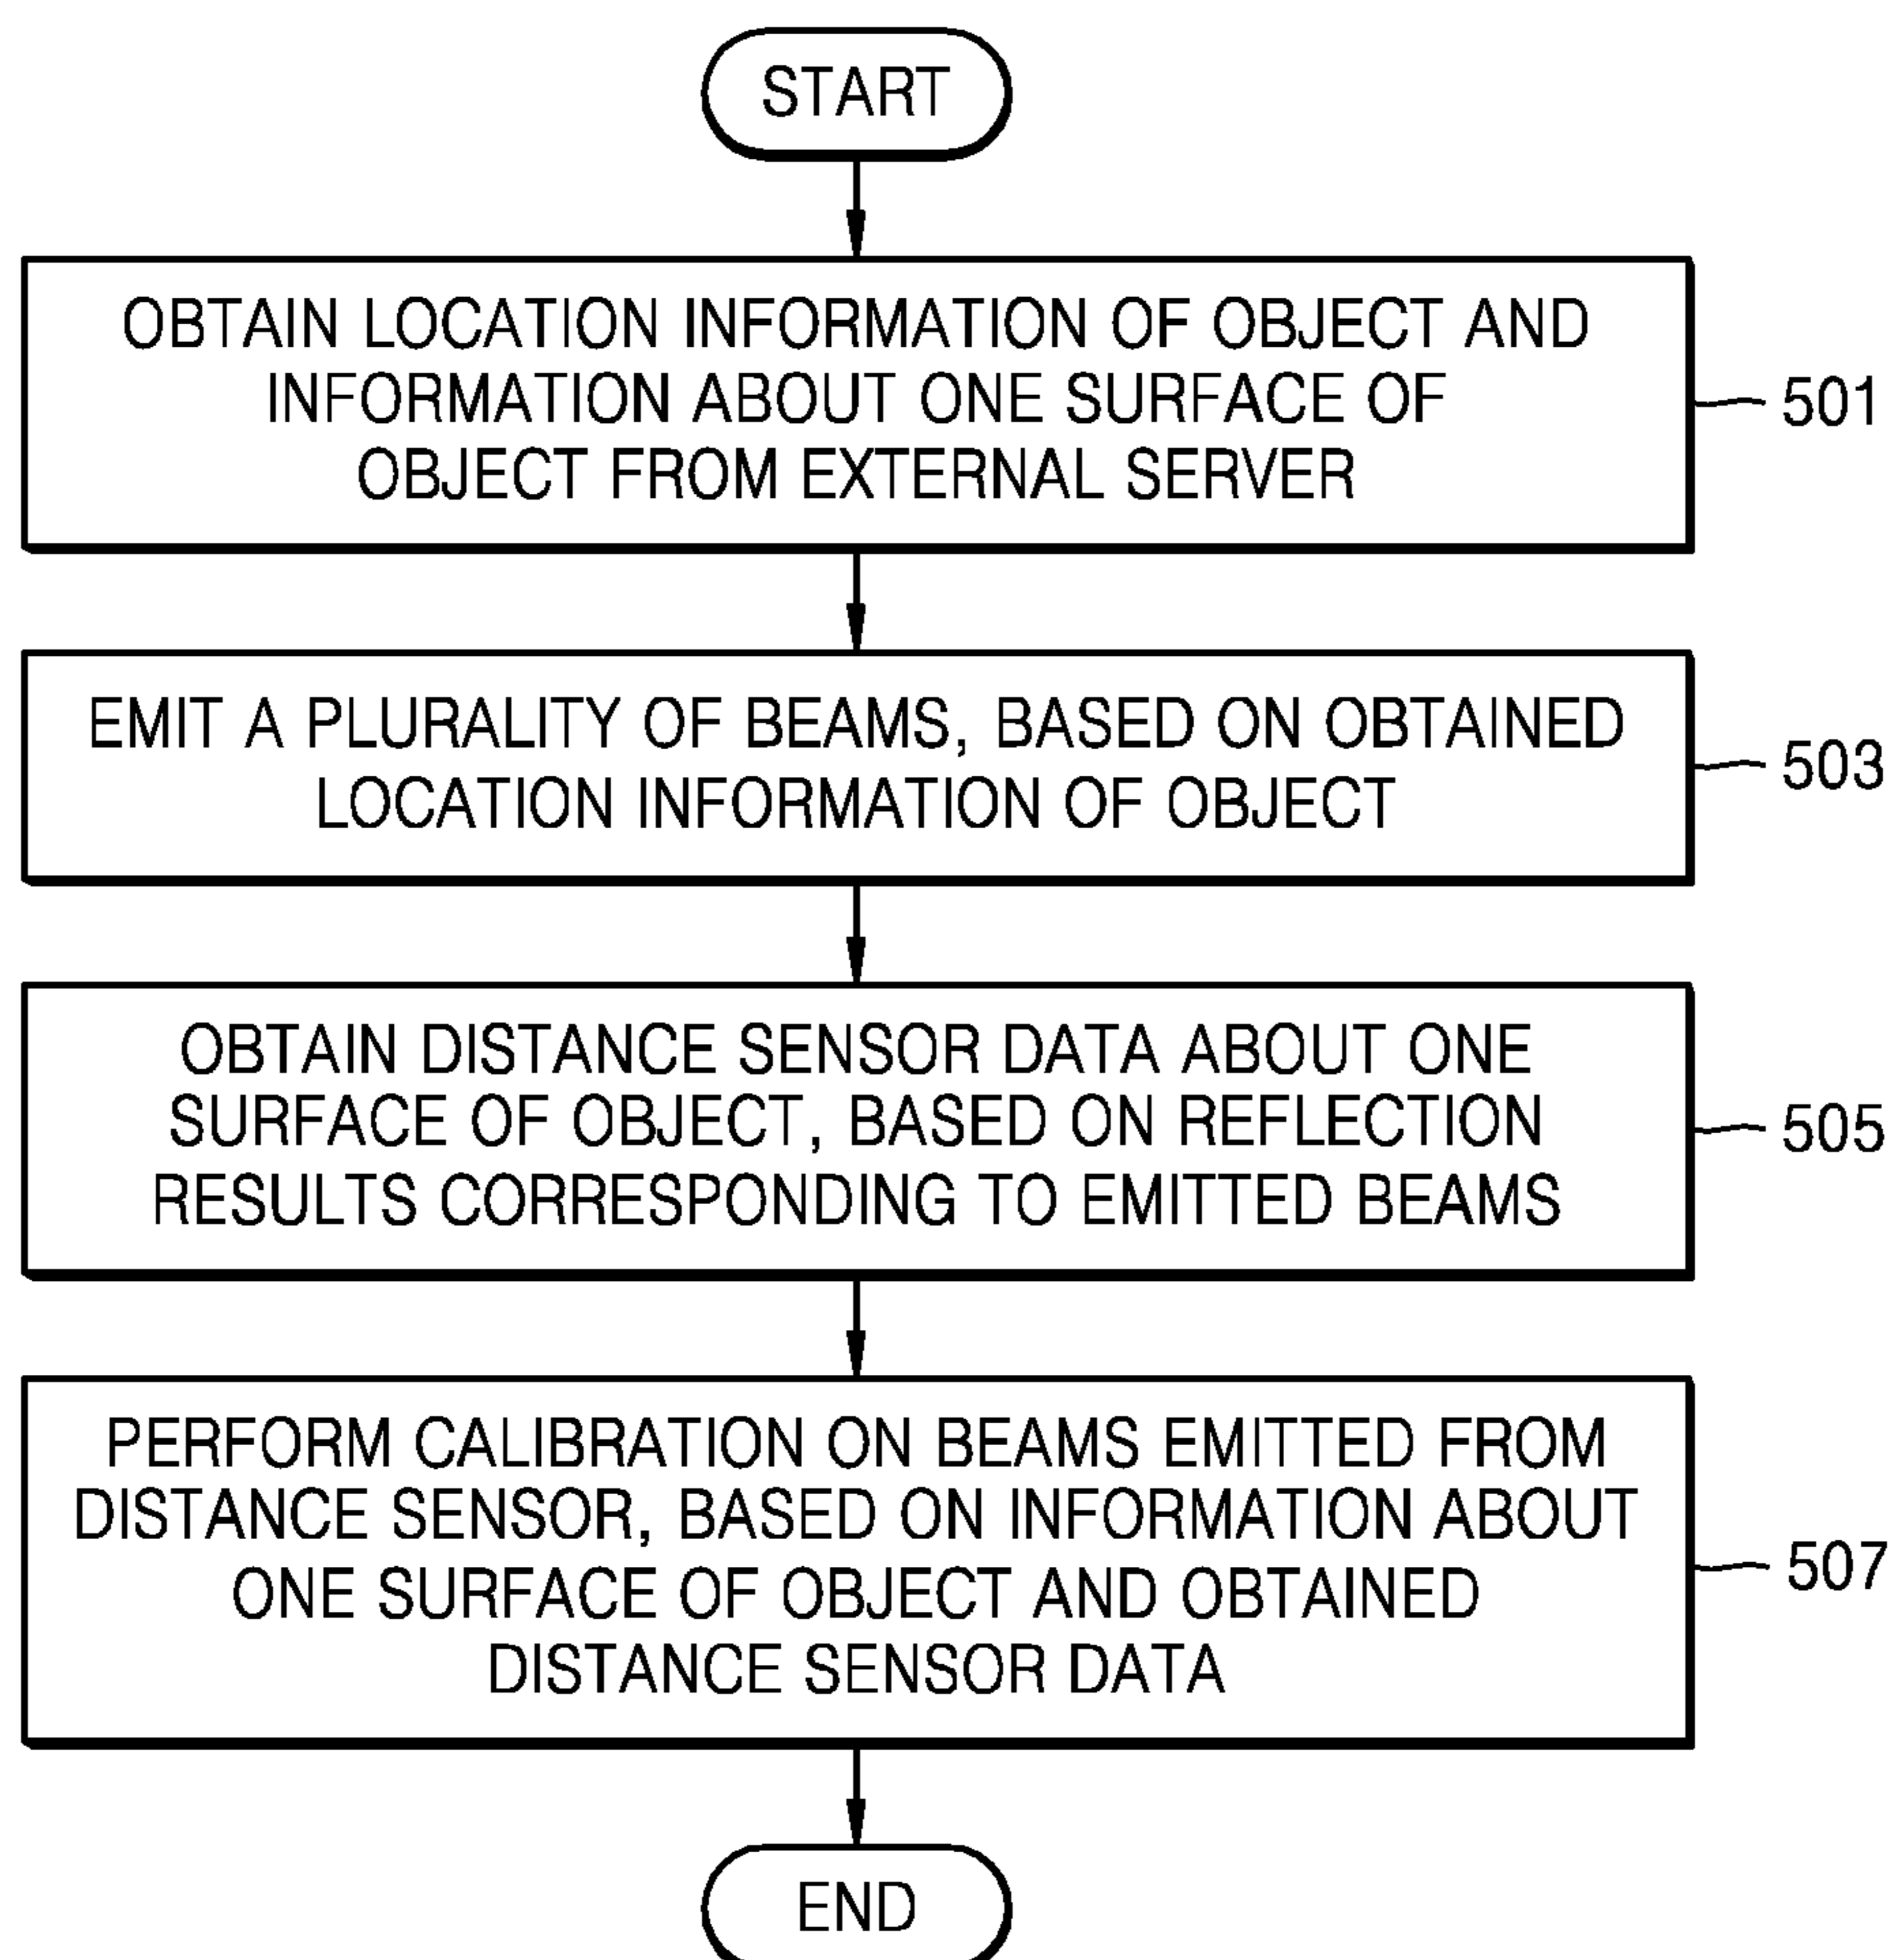 START
OBTAIN LOCATION INFORMATION OF OBJECT AND
INFORMATION ABOUT ONE SURFACE OF
OBJECT FROM EXTERNAL SERVER
501
EMIT A PLURALITY OF BEAMS, BASED ON OBTAINED
LOCATION INFORMATION OF OBJECT
503
OBTAIN DISTANCE SENSOR DATA ABOUT ONE
SURFACE OF OBJECT, BASED ON REFLECTION
RESULTS CORRESPONDING TO EMITTED BEAMS
505
PERFORM CALIBRATION ON BEAMS EMITTED FROM
DISTANCE SENSOR, BASED ON INFORMATION ABOUT
ONE SURFACE OF OBJECT AND OBTAINED
DISTANCE SENSOR DATA
507
END